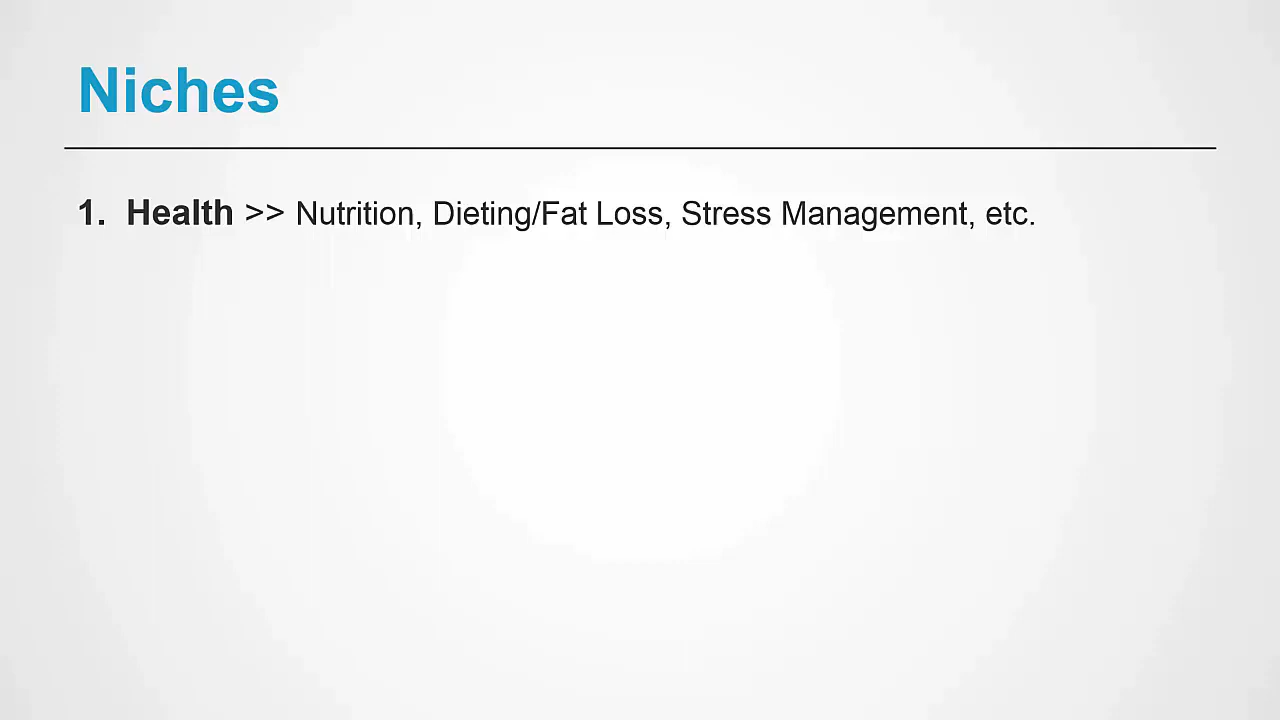 Niches
1. Health >> Nutrition, Dieting/Fat Loss, Stress Management, etc.